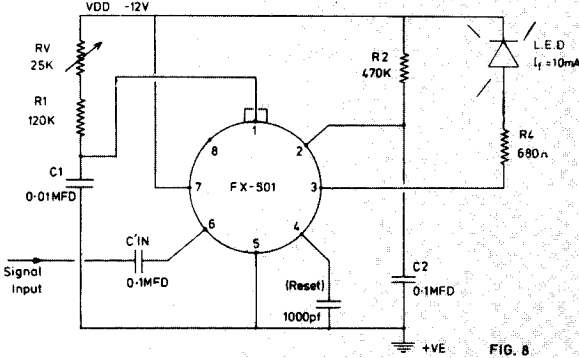 VDD -12V
RV
25K
R1
120K
C1
0·01MFD
C'IN
0·1MFD
Signal
Input
FX-501
1
2
3
4
5
6
7
8
(Reset)
1000pf
R2
470K
C2
0·1MFD
L.E.D
If =10mA
R4
680Ω
+VE
FIG. 8